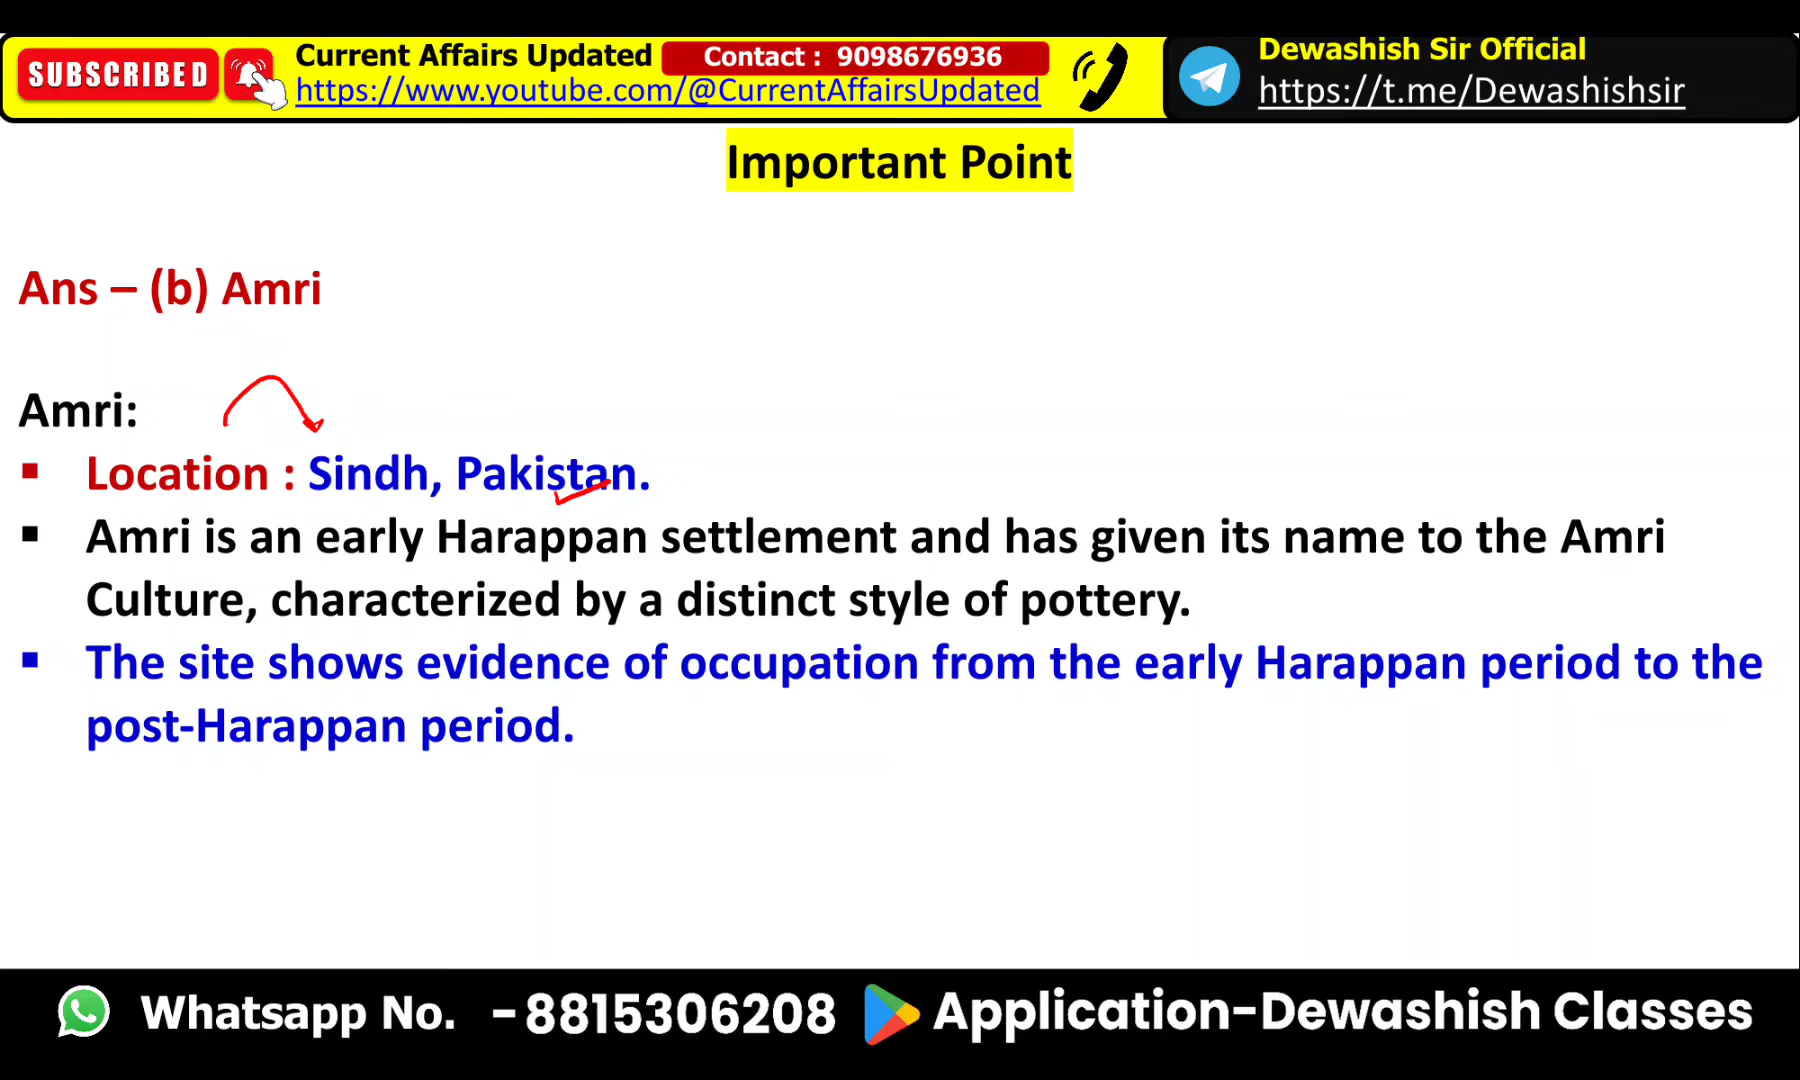 SUBSCRIBED
Current Affairs Updated
Contact : 9098676936
https://www.youtube.com/@CurrentAffairsUpdated
Dewashish Sir Official
https://t.me/Dewashishsir
Important Point
Ans – (b) Amri
Amri:
▪ Location : Sindh, Pakistan.
▪ Amri is an early Harappan settlement and has given its name to the Amri
Culture, characterized by a distinct style of pottery.
▪ The site shows evidence of occupation from the early Harappan period to the
post-Harappan period.
Whatsapp No. -8815306208
Application-Dewashish Classes